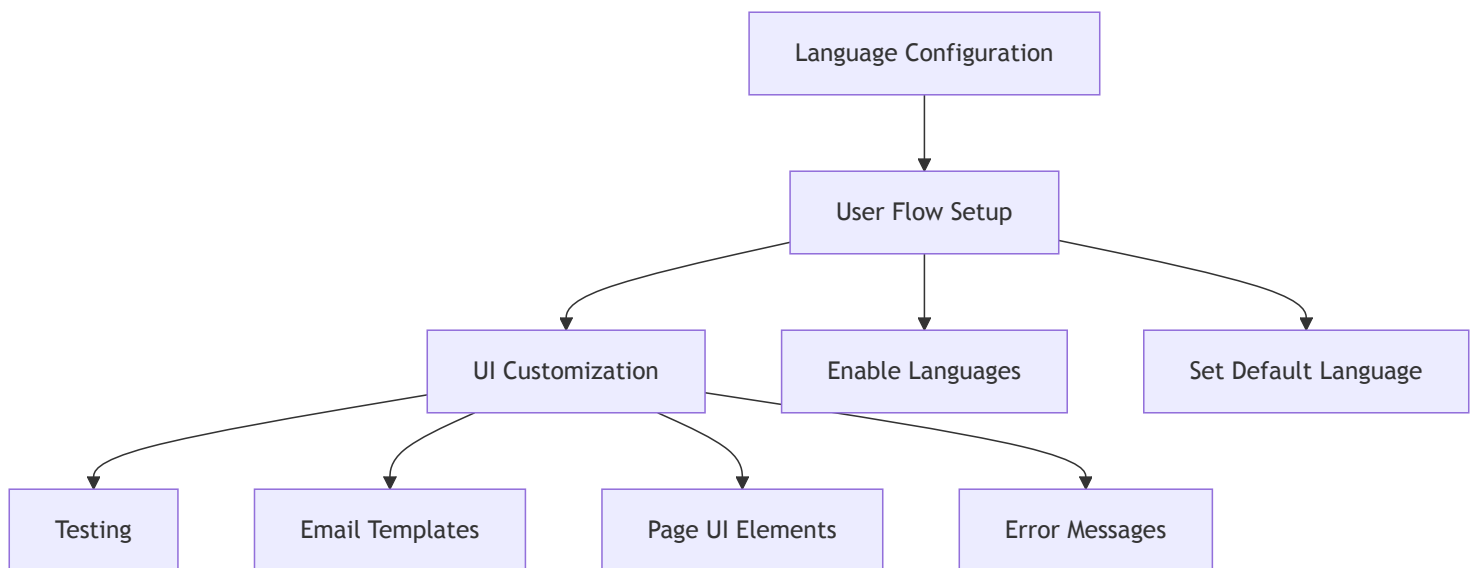 Language Configuration
User Flow Setup
UI Customization
Enable Languages
Set Default Language
Testing
Email Templates
Page UI Elements
Error Messages